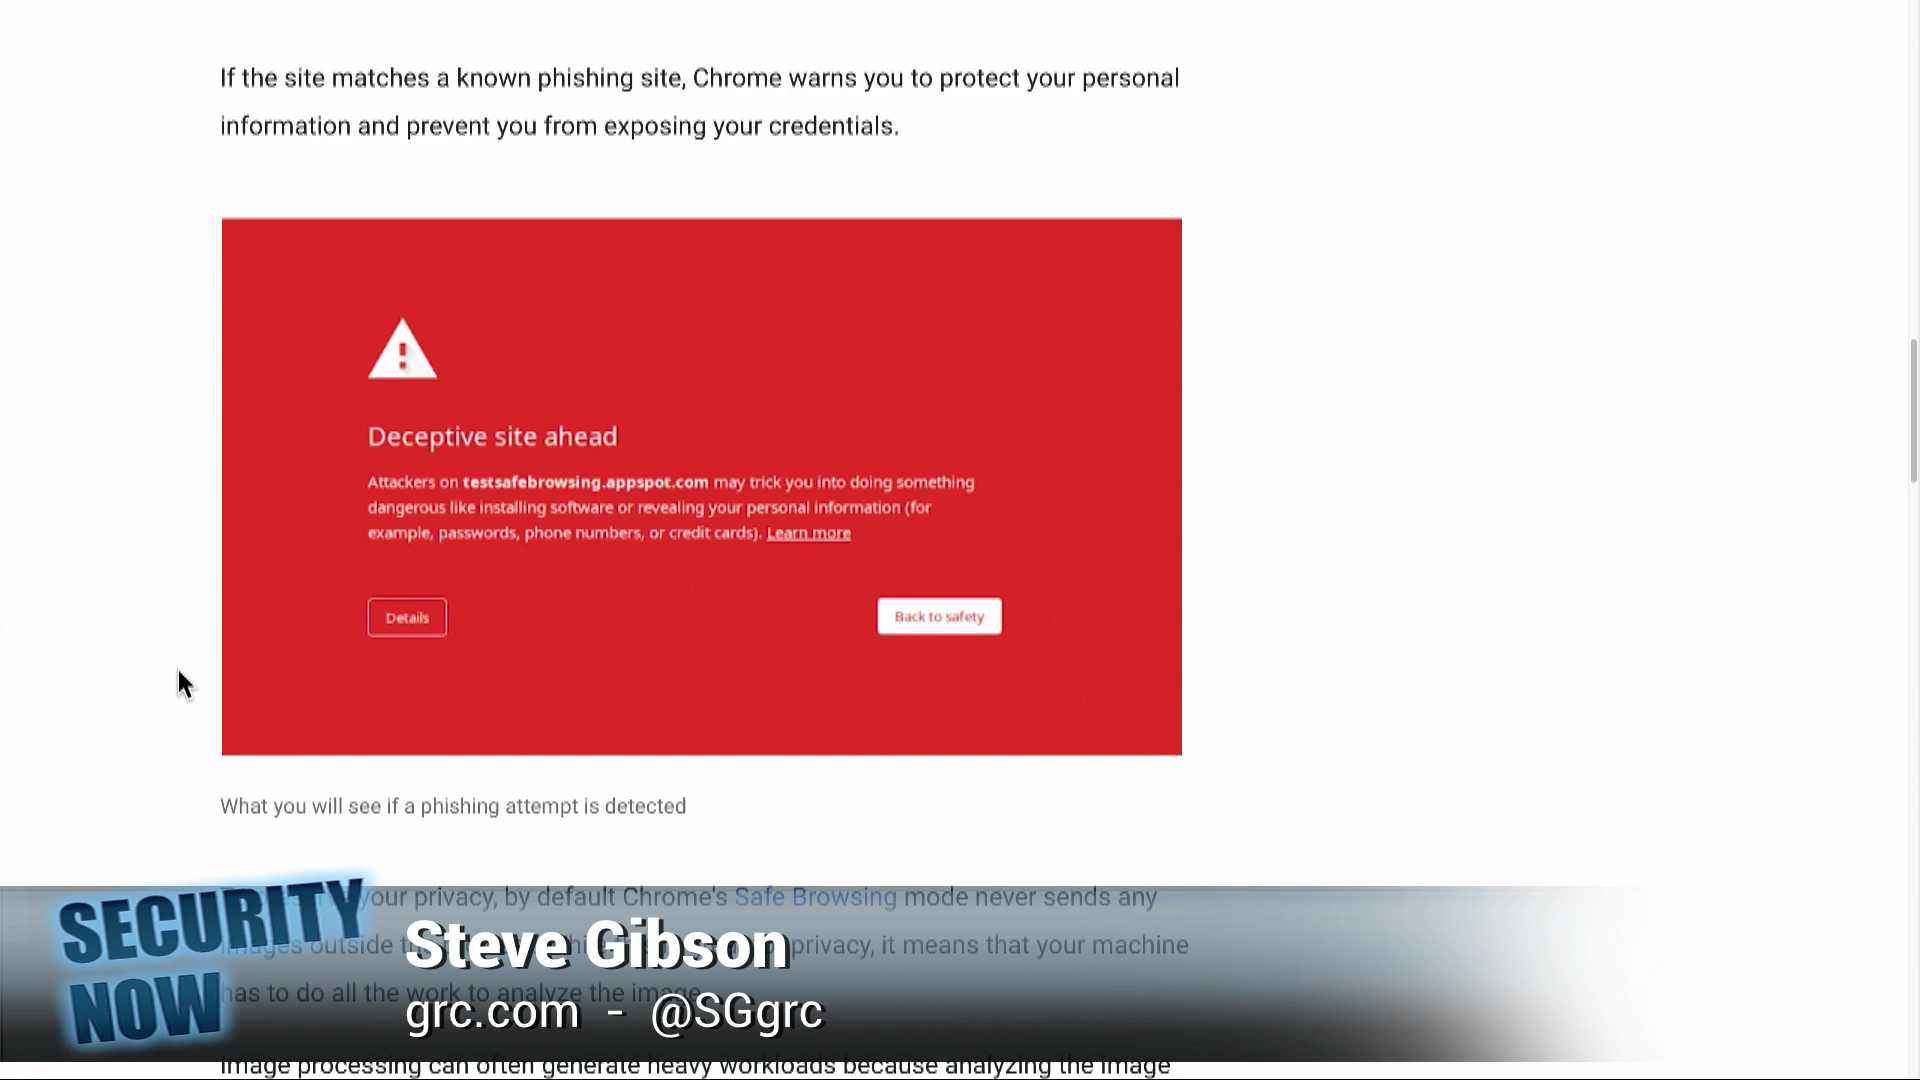 If the site matches a known phishing site, Chrome warns you to protect your personal
information and prevent you from exposing your credentials.
Deceptive site ahead
Attackers on testsafebrowsing.appspot.com may trick you into doing something
dangerous like installing software or revealing your personal information (for
example, passwords, phone numbers, or credit cards). Learn more
Details
Back to safety
What you will see if a phishing attempt is detected
your privacy, by default Chrome's Safe Browsing mode never sends any
images outside privacy, it means that your machine
has to do all the work to analyze the image.
SECURITY
NOW
Steve Gibson
grc.com - @SGgrc
Image processing can often generate heavy workloads because analyzing the image